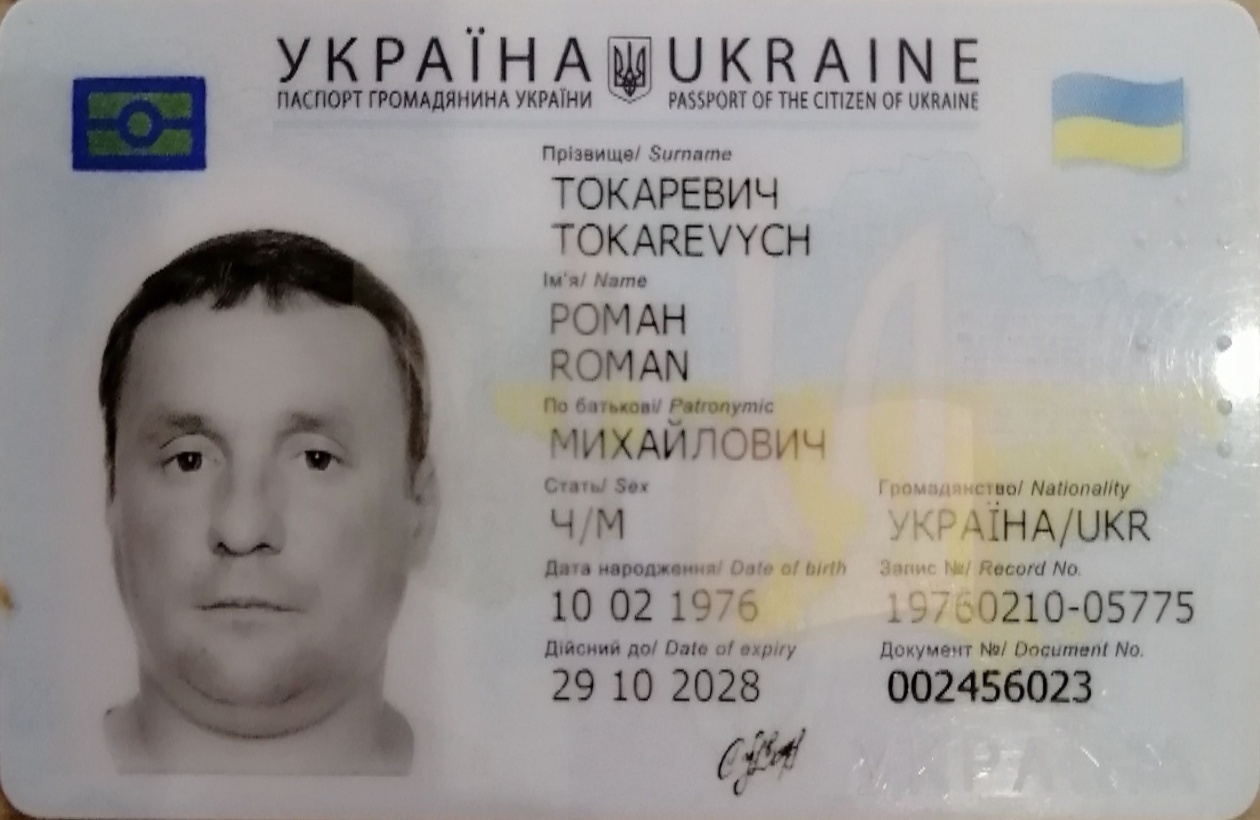 УКРАЇНА UKRAINE
ПАСПОРТ ГРОМАДЯНИНА УКРАЇНИ PASSPORT OF THE CITIZEN OF UKRAINE
Прізвище/ Surname
ТОКАРЕВИЧ
TOKAREVYCH
Ім'я/ Name
РОМАН
ROMAN
По батькові/ Patronymic
МИХАЙЛОВИЧ
Стать/ Sex Громадянство/ Nationality
Ч/M УКРАЇНА/UKR
Дата народження/ Date of birth Запис №/ Record No.
10 02 1976 19760210-05775
Дійсний до/ Date of expiry Документ №/ Document No.
29 10 2028 002456023